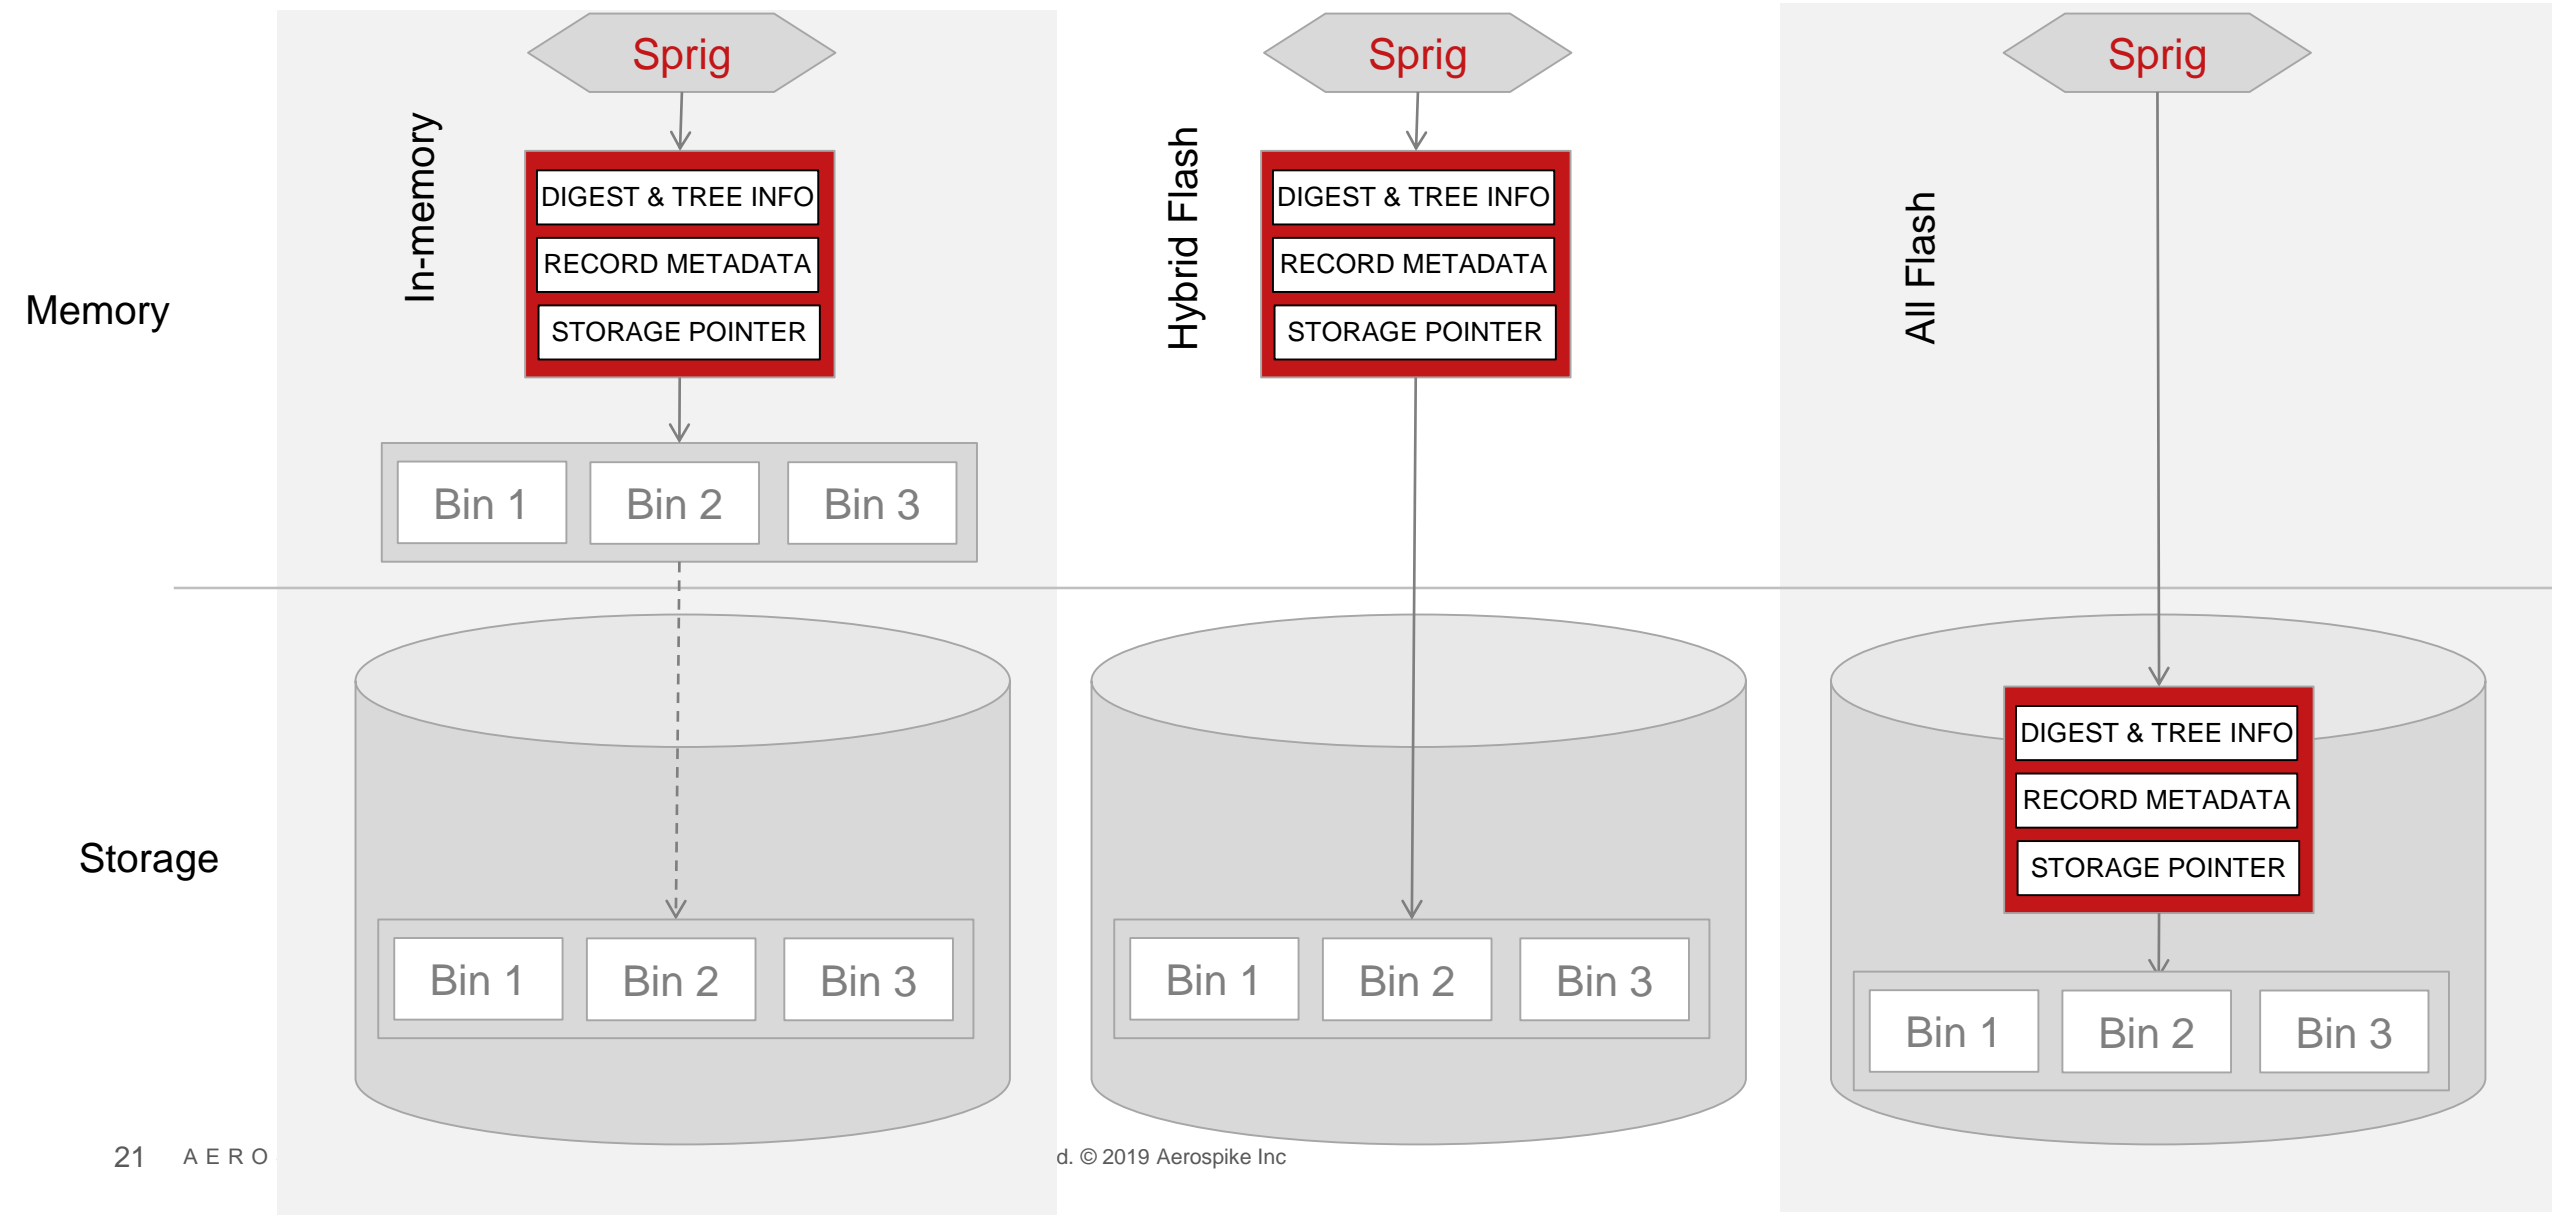 Sprig
Sprig
Sprig
In-memory
Hybrid Flash
All Flash
DIGEST & TREE INFO
RECORD METADATA
STORAGE POINTER
DIGEST & TREE INFO
RECORD METADATA
STORAGE POINTER
Memory
Bin 1
Bin 2
Bin 3
Storage
DIGEST & TREE INFO
RECORD METADATA
STORAGE POINTER
Bin 1
Bin 2
Bin 3
Bin 1
Bin 2
Bin 3
Bin 1
Bin 2
Bin 3
21 AERO d. © 2019 Aerospike Inc